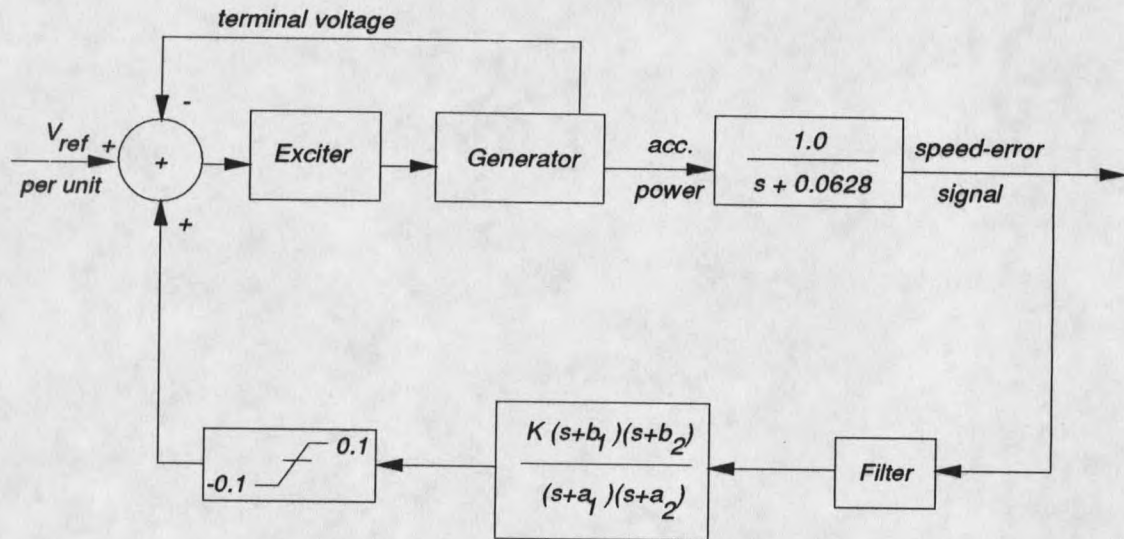 terminal voltage
-
V_ref +
per unit
+
+
Exciter
Generator
acc.
power
1.0
s + 0.0628
speed-error
signal
0.1
-0.1
K (s+b_1)(s+b_2)
(s+a_1)(s+a_2)
Filter